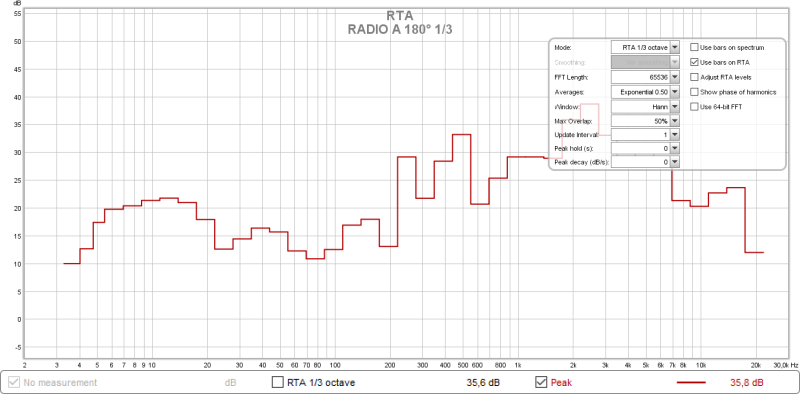 dB
RTA
RADIO A 180° 1/3
55
50
45
40
35
30
25
20
15
10
5
0
-5
Mode: RTA 1/3 octave Use bars on spectrum
Smoothing: Use bars on RTA
FFT Length: 65536 Adjust RTA levels
Averages: Exponential 0,50 Show phase of harmonics
Window: Hann Use 64-bit FFT
Max Overlap: 50%
Update Interval: 1
Peak hold (s): 0
Peak decay (dB/s): 0
2 3 4 5 6 7 8 9 10 20 30 40 50 60 70 80 100 200 300 400 500 600 800 1k 2k 3k 4k 5k 6k 7k 8k 10k 20,0k 30k Hz
No measurement dB RTA 1/3 octave 35,6 dB Peak 35,8 dB